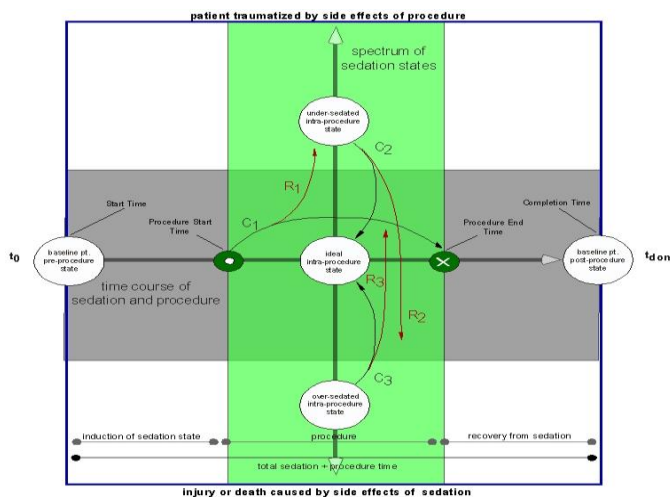 patient traumatized by side effects of procedure
spectrum of
sedation states
under-sedated
intra-procedure
state
C2
R1
Start Time
Completion Time
Procedure Start
Time
C1
Procedure End
Time
t0
baseline pt.
pre-procedure
state
ideal
intra-procedure
state
baseline pt.
post-procedure
state
tdon
time course of
sedation and procedure
R3
R2
C3
over-sedated
intra-procedure
state
induction of sedation state
procedure
recovery from sedation
total sedation + procedure time
injury or death caused by side effects of sedation